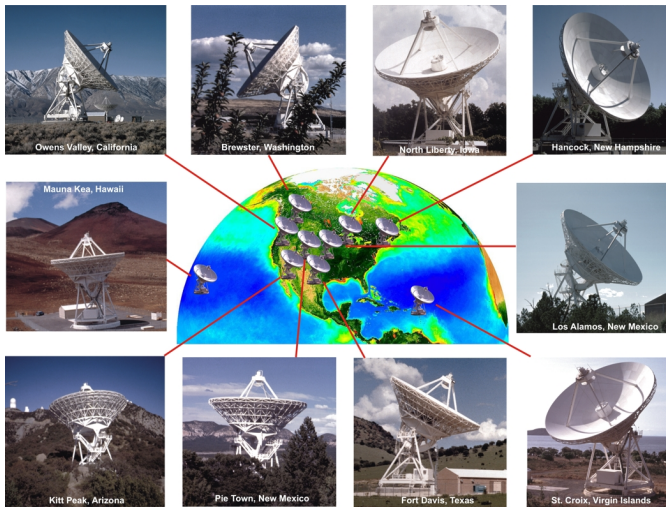 Owens Valley, California
Brewster, Washington
North Liberty, Iowa
Hancock, New Hampshire
Mauna Kea, Hawaii
Los Alamos, New Mexico
Kitt Peak, Arizona
Pie Town, New Mexico
Fort Davis, Texas
St. Croix, Virgin Islands